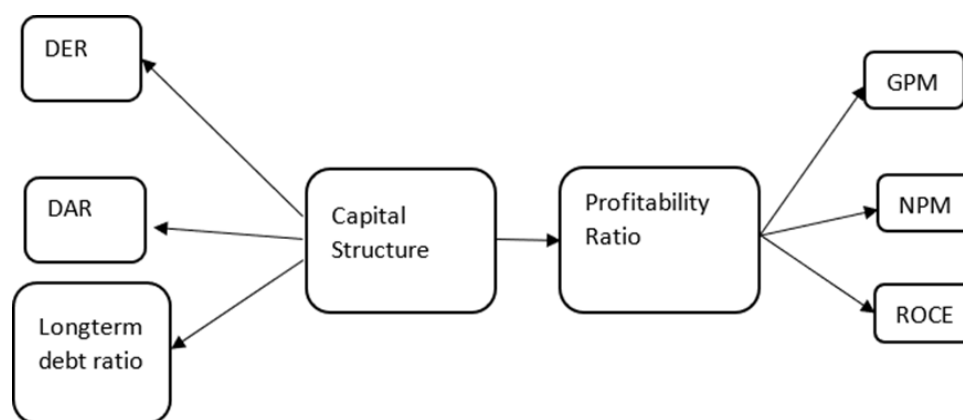 DER
DAR
Longterm
debt ratio
Capital
Structure
Profitability
Ratio
GPM
NPM
ROCE